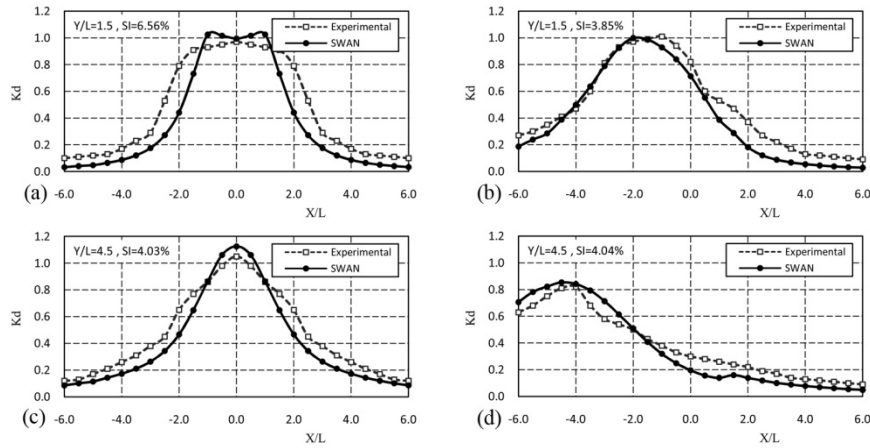 Y/L=1.5 , SI=6.56%
Experimental
SWAN
Kd
1.2
1.0
0.8
0.6
0.4
0.2
0.0
-6.0 -4.0 -2.0 0.0 2.0 4.0 6.0
X/L
(a)
Y/L=1.5 , SI=3.85%
Experimental
SWAN
Kd
1.2
1.0
0.8
0.6
0.4
0.2
0.0
-6.0 -4.0 -2.0 0.0 2.0 4.0 6.0
X/L
(b)
Y/L=4.5 , SI=4.03%
Experimental
SWAN
Kd
1.2
1.0
0.8
0.6
0.4
0.2
0.0
-6.0 -4.0 -2.0 0.0 2.0 4.0 6.0
X/L
(c)
Y/L=4.5 , SI=4.04%
Experimental
SWAN
Kd
1.2
1.0
0.8
0.6
0.4
0.2
0.0
-6.0 -4.0 -2.0 0.0 2.0 4.0 6.0
X/L
(d)